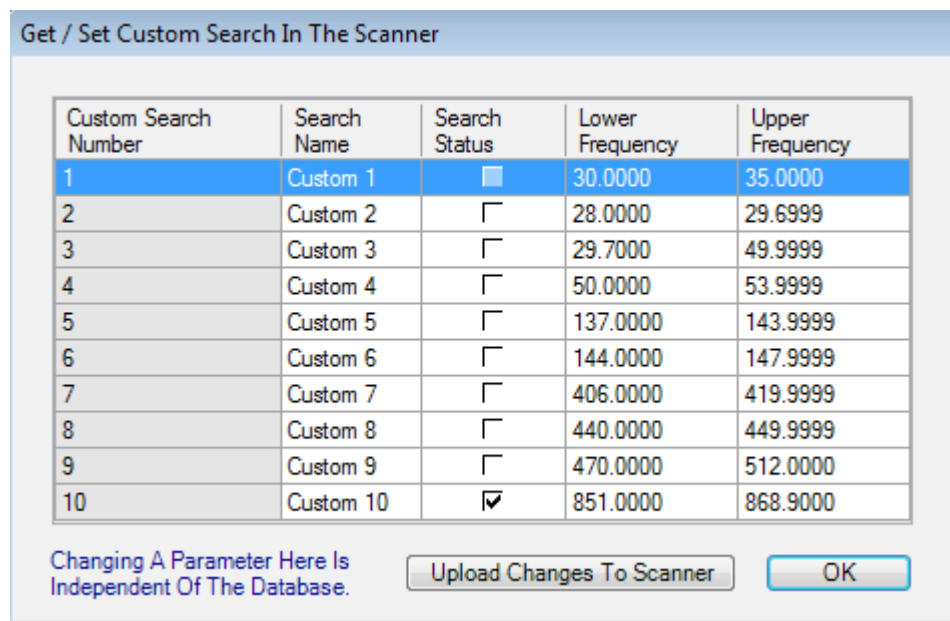 Get / Set Custom Search In The Scanner
Custom Search Number Search Name Search Status Lower Frequency Upper Frequency
1 Custom 1 30.0000 35.0000
2 Custom 2 28.0000 29.6999
3 Custom 3 29.7000 49.9999
4 Custom 4 50.0000 53.9999
5 Custom 5 137.0000 143.9999
6 Custom 6 144.0000 147.9999
7 Custom 7 406.0000 419.9999
8 Custom 8 440.0000 449.9999
9 Custom 9 470.0000 512.0000
10 Custom 10 851.0000 868.9000
Changing A Parameter Here Is
Independent Of The Database.
Upload Changes To Scanner OK